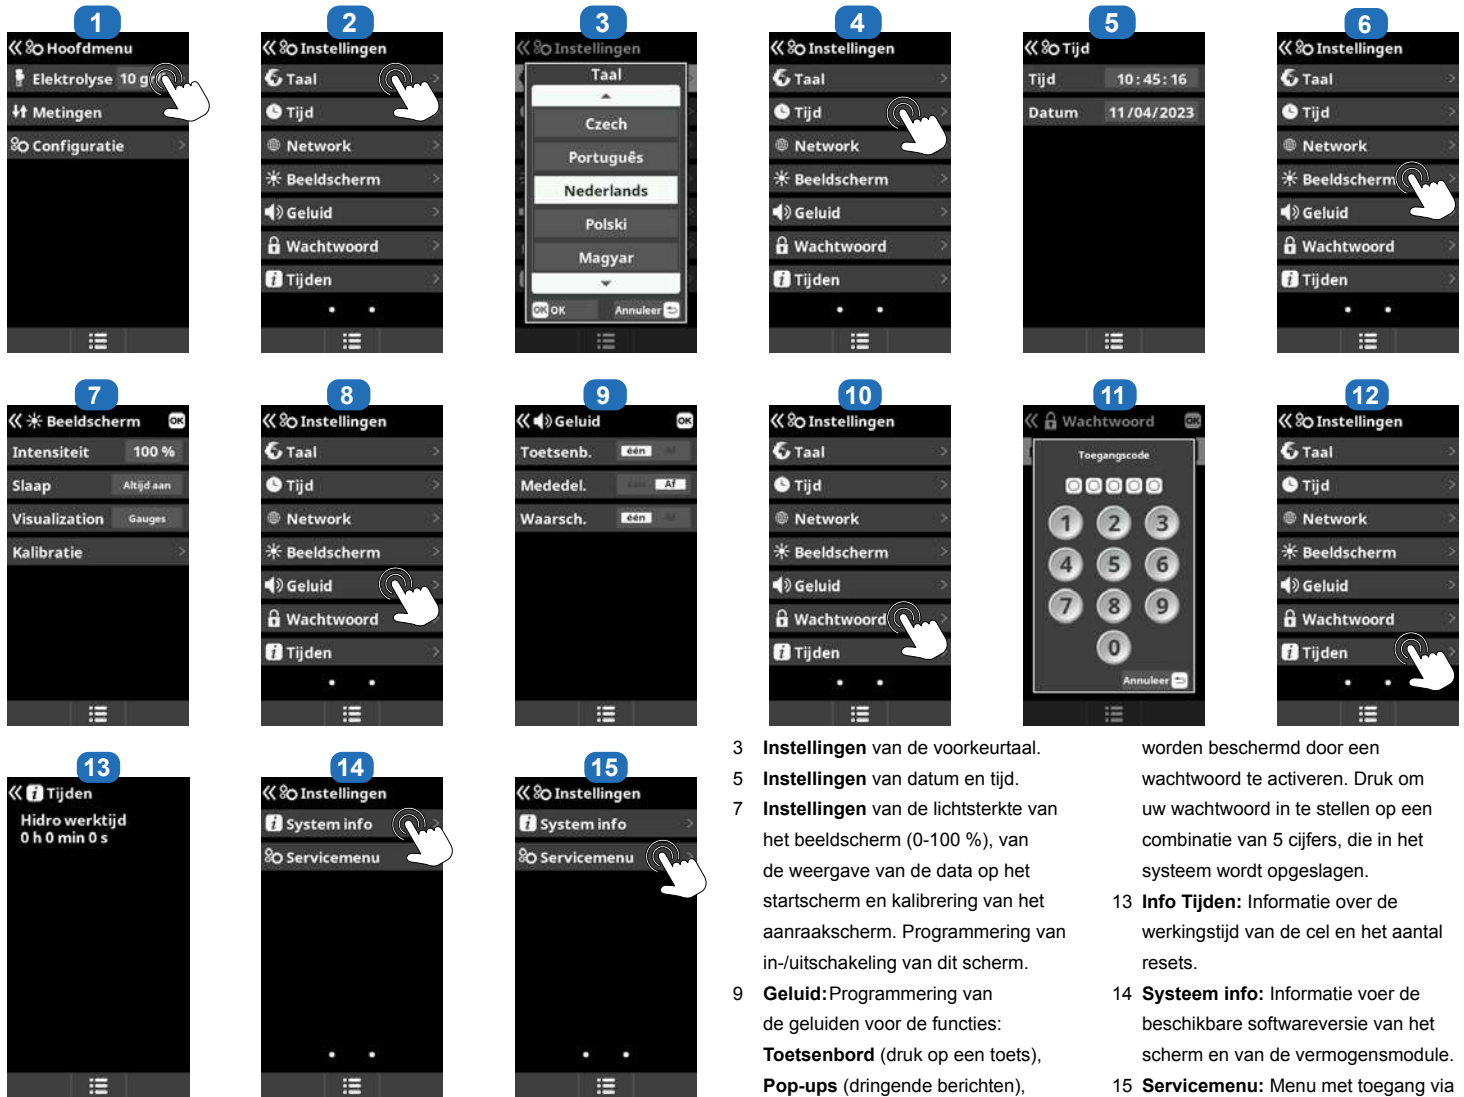 1
Hoofdmenu
Elektrolyse 10 g
Metingen
Configuratie
2
Instellingen
Taal
Tijd
Network
Beeldscherm
Geluid
Wachtwoord
Tijden
3
Instellingen
Taal
Czech
Português
Nederlands
Polski
Magyar
OK OK Annuleer
4
Instellingen
Taal
Tijd
Network
Beeldscherm
Geluid
Wachtwoord
Tijden
5
Tijd
Tijd 10:45:16
Datum 11/04/2023
6
Instellingen
Taal
Tijd
Network
Beeldscherm
Geluid
Wachtwoord
Tijden
7
Beeldscherm OK
Intensiteit 100 %
Slaap Altijd aan
Visualization Gauges
Kalibratie
8
Instellingen
Taal
Tijd
Network
Beeldscherm
Geluid
Wachtwoord
Tijden
9
Geluid OK
Toetsenb. één Af
Mededel. één Af
Waarsch. één Af
10
Instellingen
Taal
Tijd
Network
Beeldscherm
Geluid
Wachtwoord
Tijden
11
Wachtwoord OK
Toegangscode
1 2 3
4 5 6
7 8 9
0
Annuleer
12
Instellingen
Taal
Tijd
Network
Beeldscherm
Geluid
Wachtwoord
Tijden
13
Tijden
Hidro werktijd
0 h 0 min 0 s
14
Instellingen
System info
Servicemenu
15
Instellingen
System info
Servicemenu
3 Instellingen van de voorkeurtaal.
5 Instellingen van datum en tijd.
7 Instellingen van de lichtsterkte van
het beeldscherm (0-100 %), van
de weergave van de data op het
startscherm en kalibrering van het
aanraakscherm. Programmering van
in-/uitschakeling van dit scherm.
9 Geluid: Programmering van
de geluiden voor de functies:
Toetsenbord (druk op een toets),
Pop-ups (dringende berichten),
worden beschermd door een
wachtwoord te activeren. Druk om
uw wachtwoord in te stellen op een
combinatie van 5 cijfers, die in het
systeem wordt opgeslagen.
13 Info Tijden: Informatie over de
werkingstijd van de cel en het aantal
resets.
14 Systeem info: Informatie voer de
beschikbare softwareversie van het
scherm en van de vermogensmodule.
15 Servicemenu: Menu met toegang via